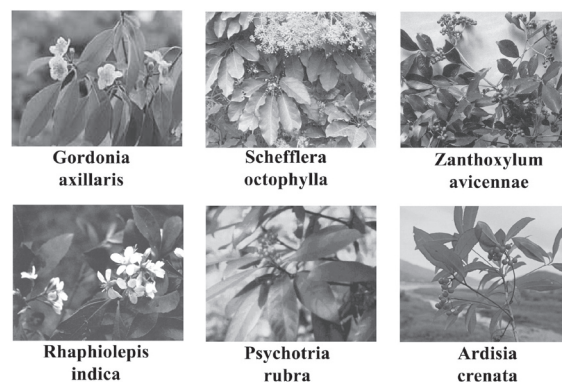 Gordonia
axillaris
Schefflera
octophylla
Zanthoxylum
avicennae
Rhaphiolepis
indica
Psychotria
rubra
Ardisia
crenata